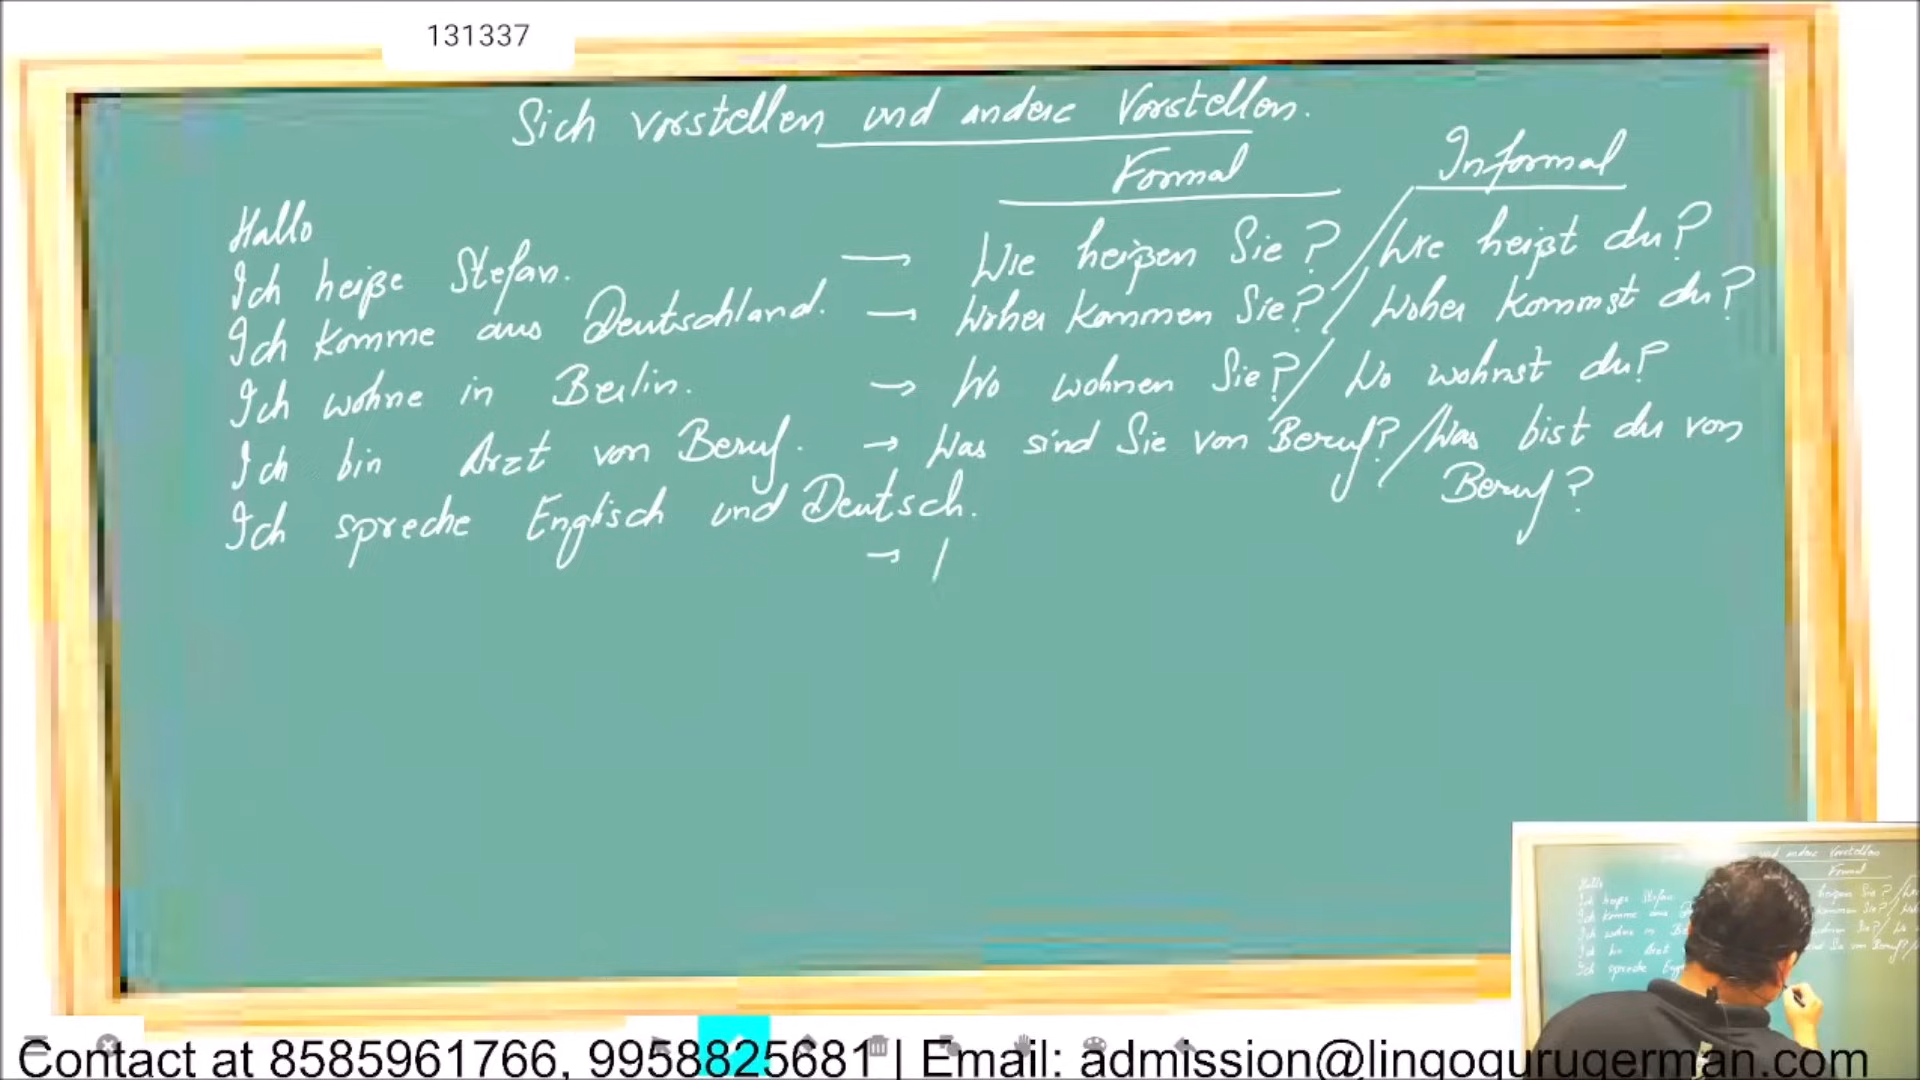 131337
Sich vorstellen und andere Vorstellen.
Formal
Informal
Hallo
Ich heiße Stefan. → Wie heißen Sie? / Wie heißt du?
Ich komme aus Deutschland. → Woher kommen Sie? / Woher kommst du?
Ich wohne in Berlin. → Wo wohnen Sie? / Wo wohnst du?
Ich bin Arzt von Beruf. → Was sind Sie von Beruf? / Was bist du von
Beruf?
Ich spreche Englisch und Deutsch.
→
Contact at 8585961766, 9958825681 | Email: admission@lingogurugerman.com